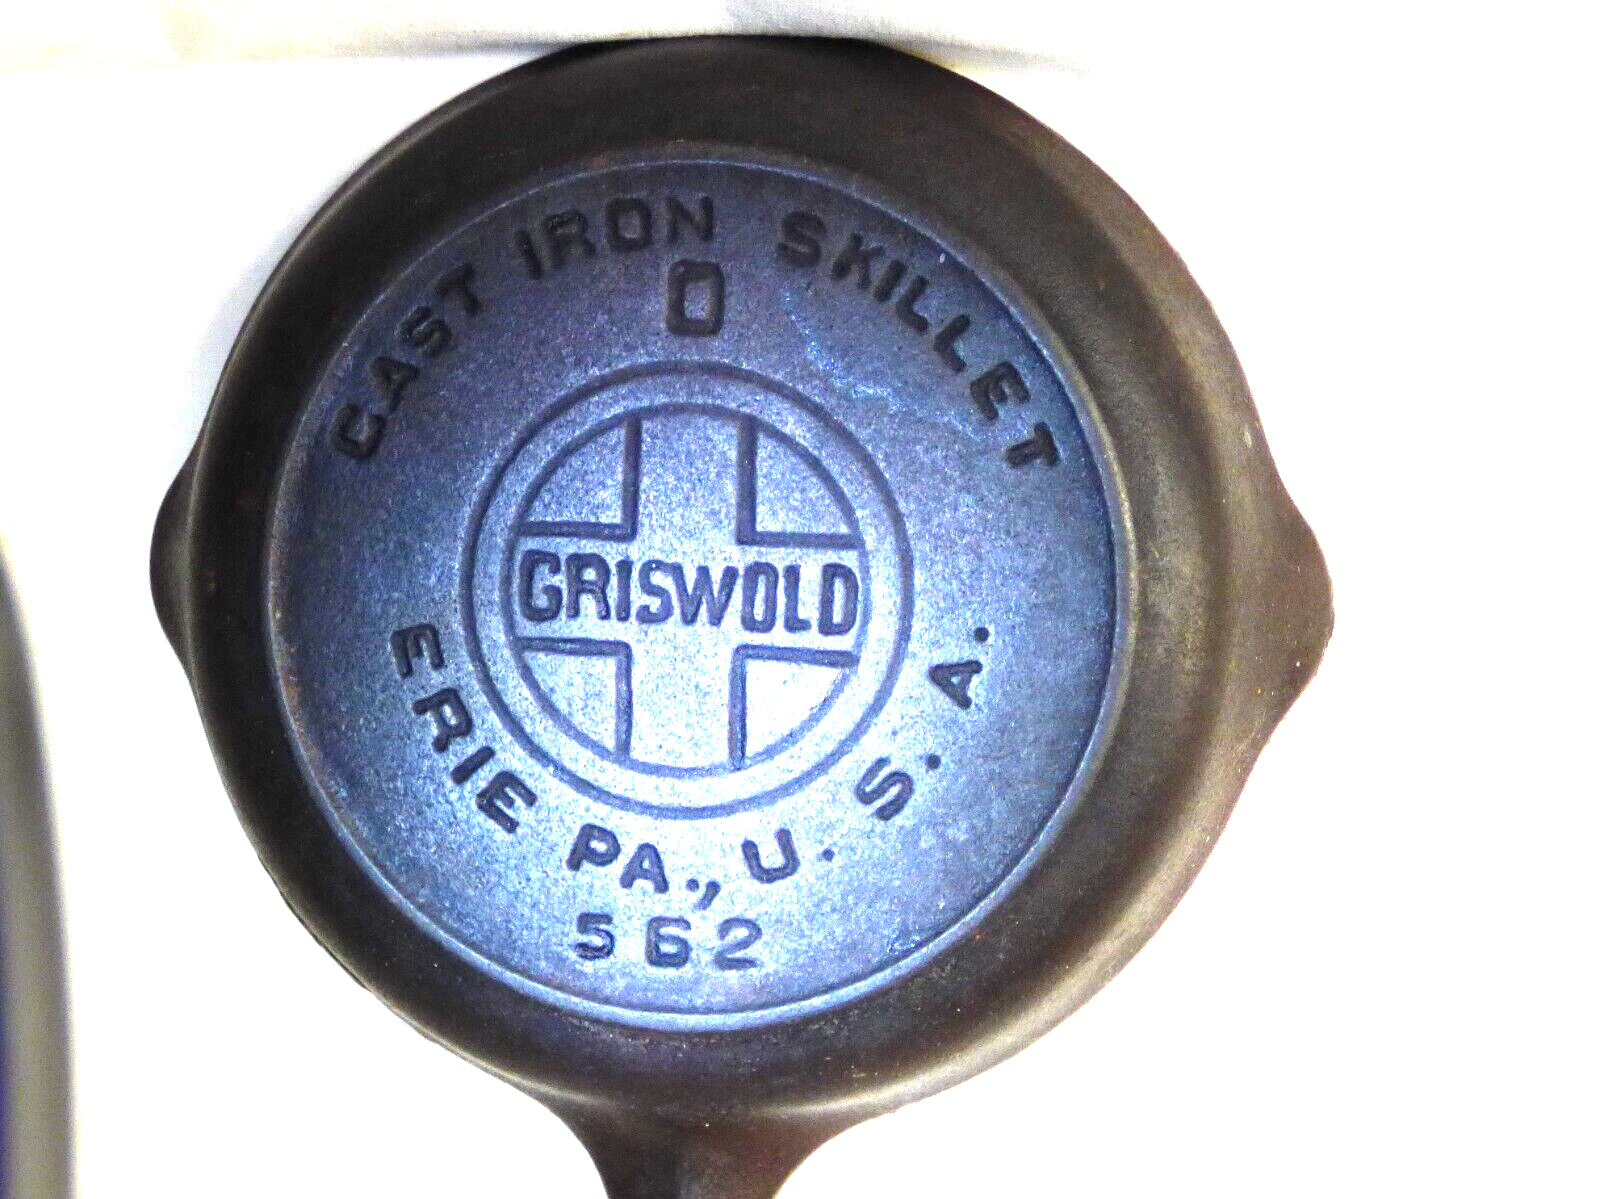 CAST IRON SKILLET
0
GRISWOLD
ERIE PA., U.S.A.
562